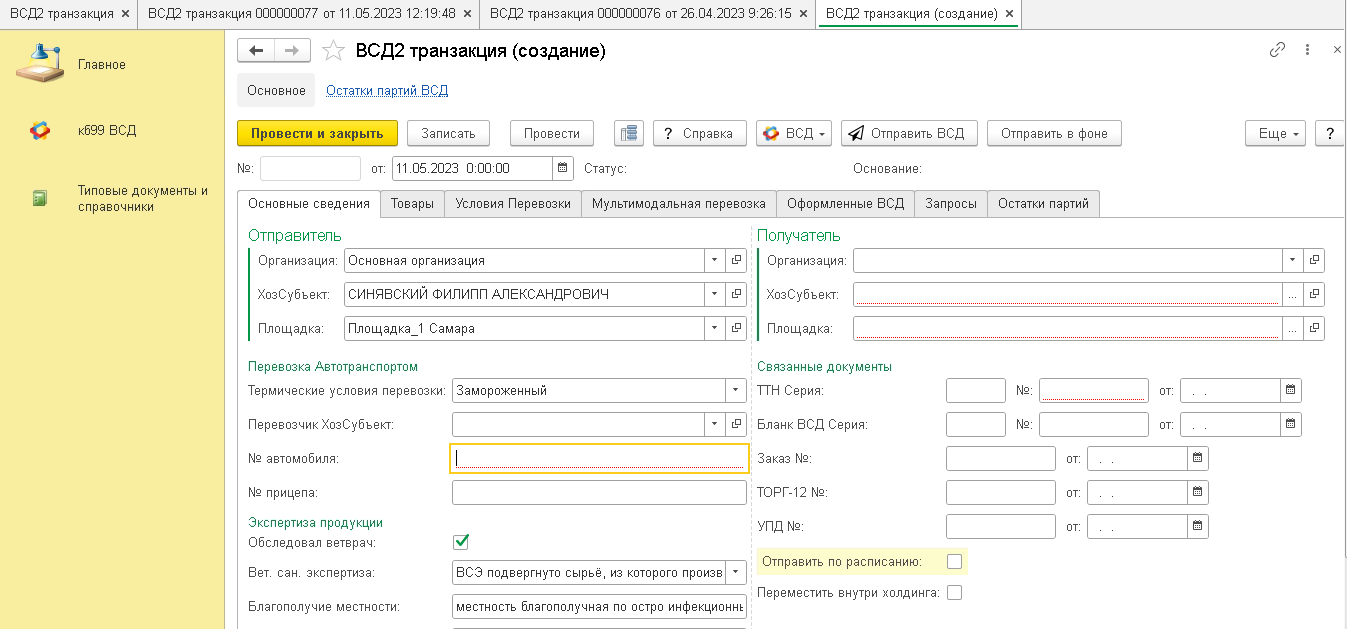 ВСД2 транзакция × ВСД2 транзакция 000000077 от 11.05.2023 12:19:48 × ВСД2 транзакция 000000076 от 26.04.2023 9:26:15 × ВСД2 транзакция (создание) ×
Главное
кб99 ВСД
Типовые документы и
справочники
ВСД2 транзакция (создание)
Основное Остатки партий ВСД
Провести и закрыть Записать Провести ? Справка ВСД Отправить ВСД Отправить в фоне Еще ?
№: от: 11.05.2023 0:00:00 Статус: Основание:
Основные сведения Товары Условия Перевозки Мультимодальная перевозка Оформленные ВСД Запросы Остатки партий
Отправитель
Организация: Основная организация
ХозСубъект: СИНЯВСКИЙ ФИЛИПП АЛЕКСАНДРОВИЧ
Площадка: Площадка_1 Самара
Получатель
Организация:
ХозСубъект: ...
Площадка: ...
Перевозка Автотранспортом
Термические условия перевозки: Замороженный
Перевозчик ХозСубъект:
№ автомобиля:
№ прицепа:
Экспертиза продукции
Обследовал ветврач:
Вет. сан. экспертиза: ВСЭ подвергнуто сырьё, из которого произв
Благополучие местности: местность благополучная по остро инфекционны
Связанные документы
ТТН Серия: №: от: . .
Бланк ВСД Серия: №: от: . .
Заказ №: от: . .
ТОРГ-12 №: от: . .
УПД №: от: . .
Отправить по расписанию:
Переместить внутри холдинга: